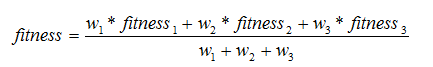 fitness = (w₁ * fitness₁ + w₂ * fitness₂ + w₃ * fitness₃) / (w₁ + w₂ + w₃)